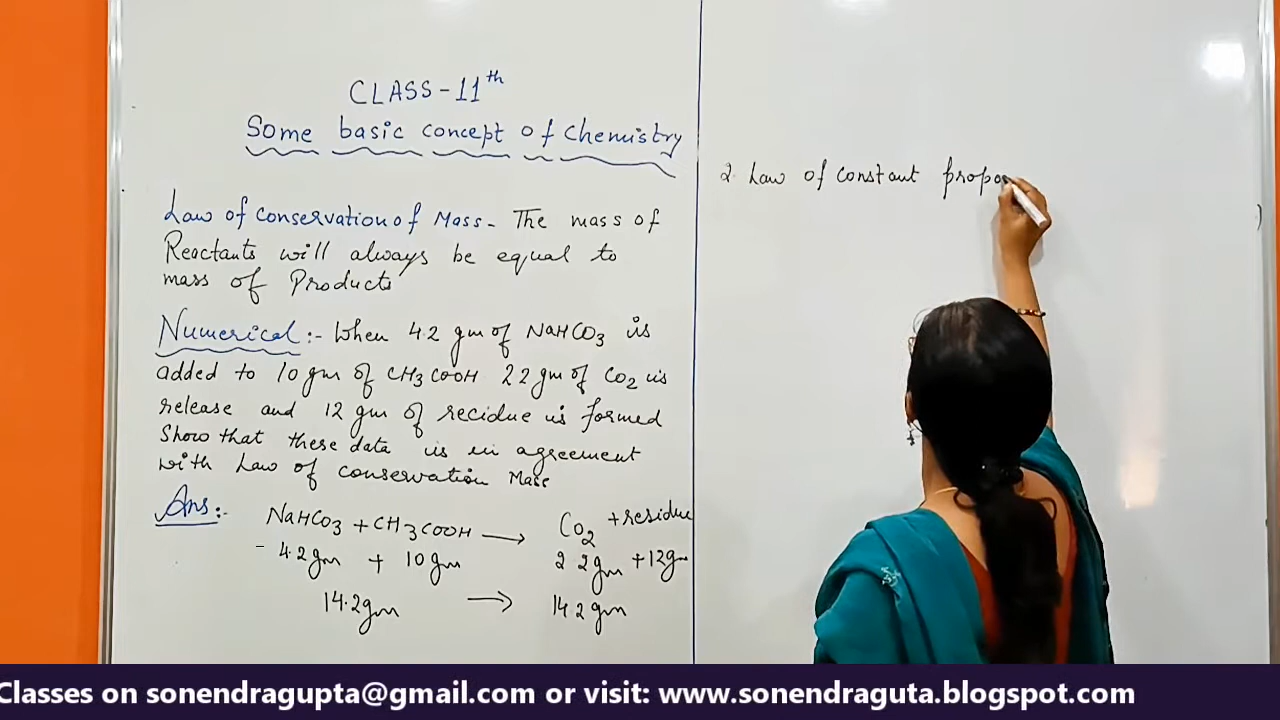 CLASS-11th
Some basic concept of Chemistry
Law of Conservation of Mass- The mass of
Reactants will always be equal to
mass of Products
Numerical:- When 4.2 gm of NaHCO3 is
added to 10 gm of CH3COOH 2 2 gm of CO2 is
release and 12 gm of recidue is formed
Show that these data is in agreement
with Law of conservation Mass
Ans:-
NaHCO3 + CH3COOH → CO2 + residue
4.2gm + 10gm 2 2gm + 12gm
14.2gm → 14 2gm
2. Law of constant propo
Classes on sonendragupta@gmail.com or visit: www.sonendraguta.blogspot.com